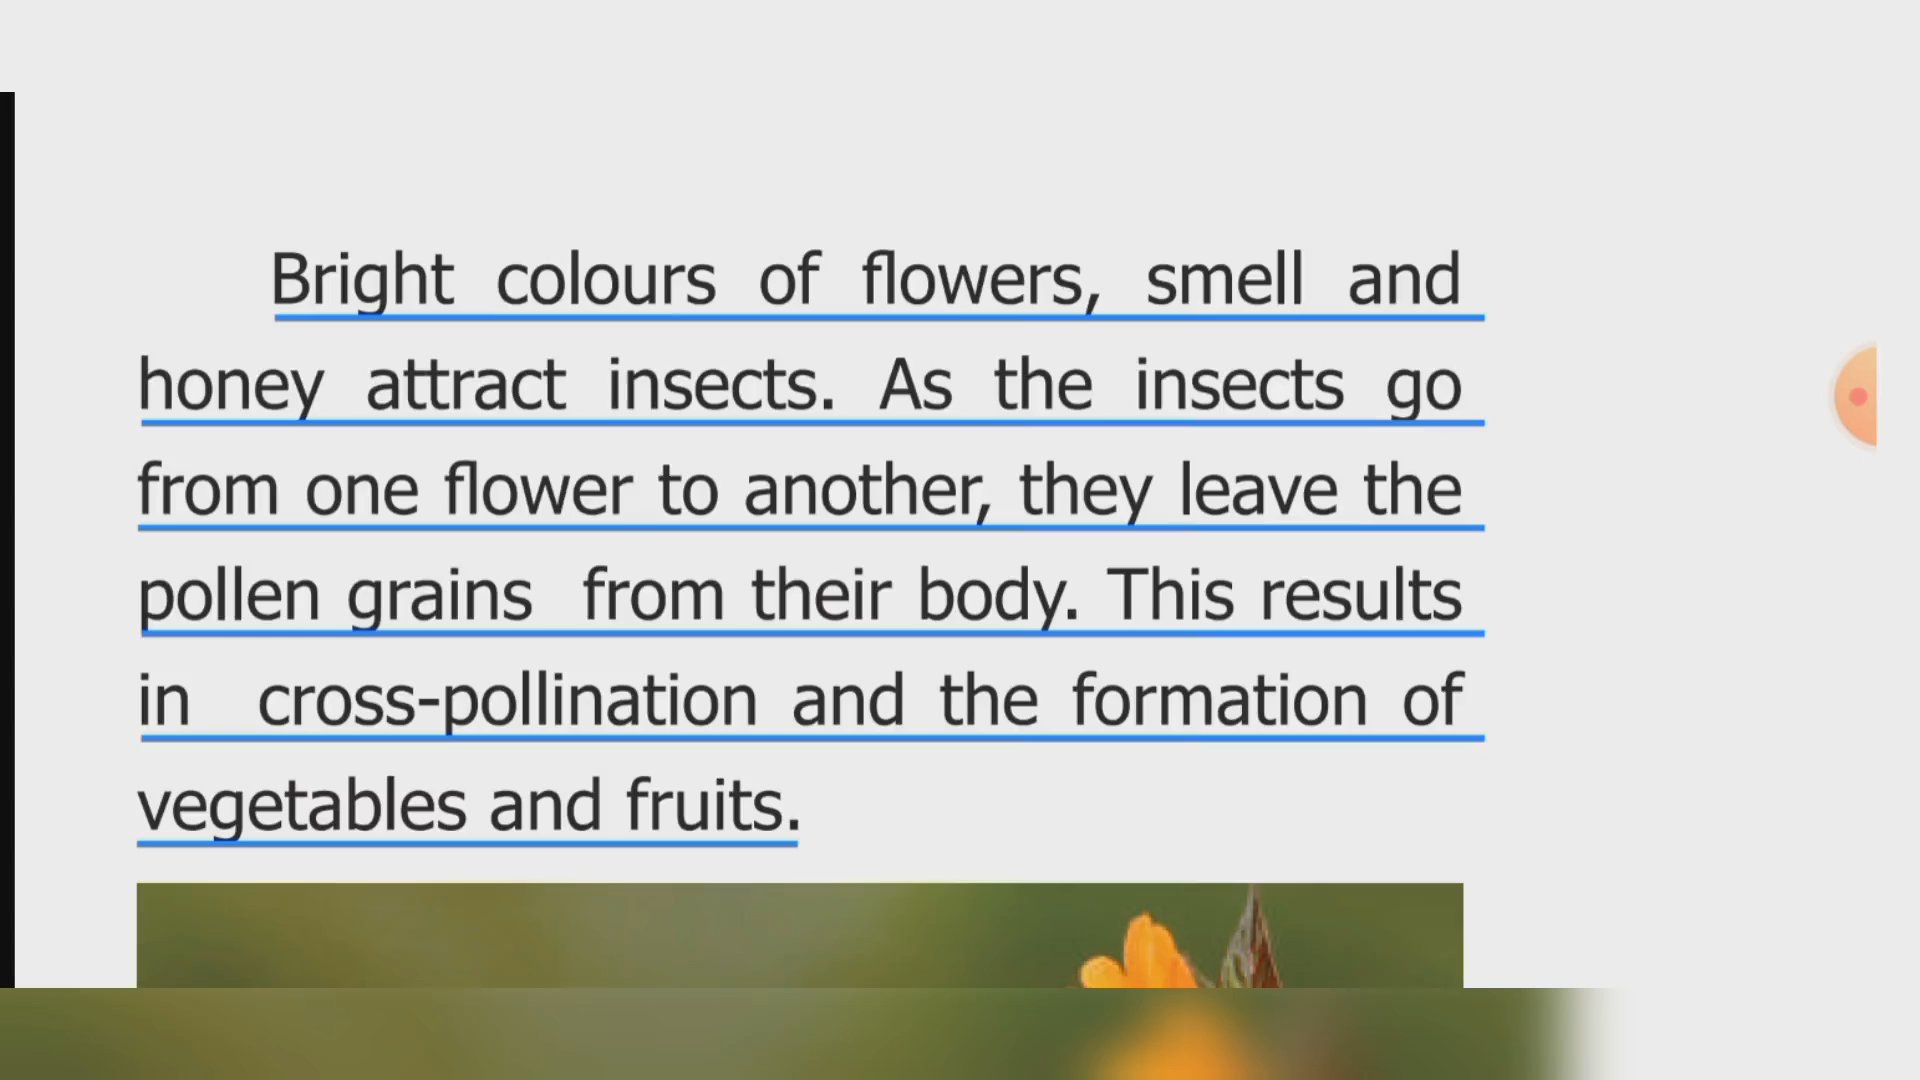 Bright colours of flowers, smell and
honey attract insects. As the insects go
from one flower to another, they leave the
pollen grains from their body. This results
in cross-pollination and the formation of
vegetables and fruits.